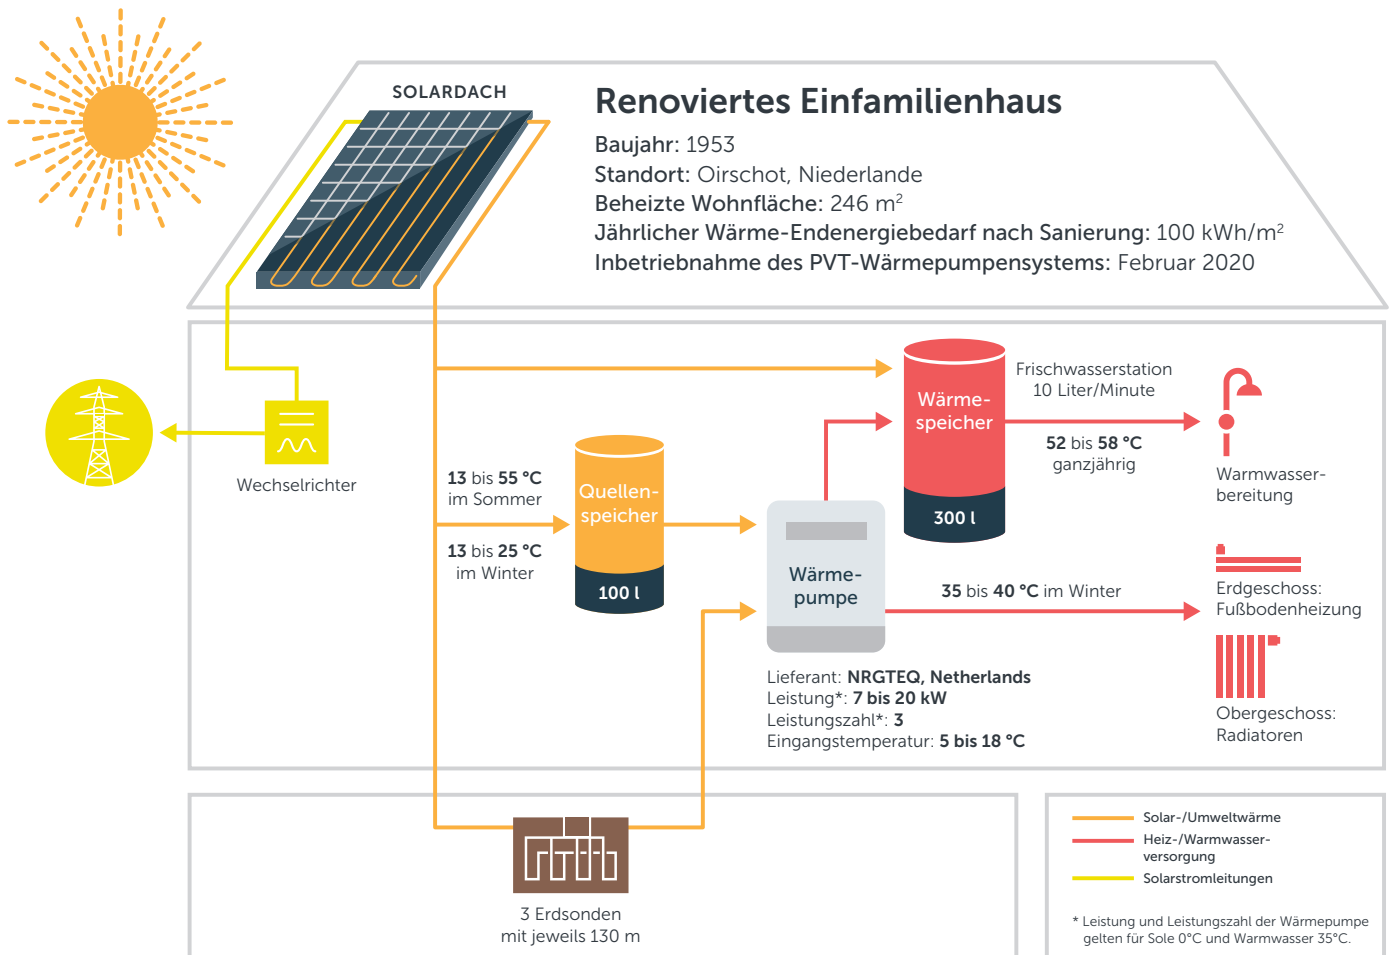 SOLARDACH
Renoviertes Einfamilienhaus
Baujahr: 1953
Standort: Oirschot, Niederlande
Beheizte Wohnfläche: 246 m²
Jährlicher Wärme-Endenergiebedarf nach Sanierung: 100 kWh/m²
Inbetriebnahme des PVT-Wärmepumpensystems: Februar 2020
Wechselrichter
13 bis 55 °C
im Sommer
13 bis 25 °C
im Winter
Quellen-
speicher
100 l
Wärme-
speicher
300 l
Frischwasserstation
10 Liter/Minute
52 bis 58 °C
ganzjährig
Warmwasser-
bereitung
Wärme-
pumpe
35 bis 40 °C im Winter
Erdgeschoss:
Fußbodenheizung
Obergeschoss:
Radiatoren
Lieferant: NRGTEQ, Netherlands
Leistung*: 7 bis 20 kW
Leistungszahl*: 3
Eingangstemperatur: 5 bis 18 °C
3 Erdsonden
mit jeweils 130 m
Solar-/Umweltwärme
Heiz-/Warmwasser-
versorgung
Solarstromleitungen
* Leistung und Leistungszahl der Wärmepumpe
gelten für Sole 0°C und Warmwasser 35°C.